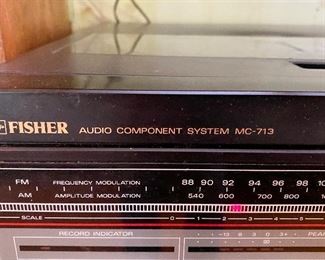 FISHER AUDIO COMPONENT SYSTEM MC-713
FM FREQUENCY MODULATION 88 90 92 94 96 98
AM AMPLITUDE MODULATION 540 600 700 800
SCALE 0 1 2 3 4 5
RECORD INDICATOR